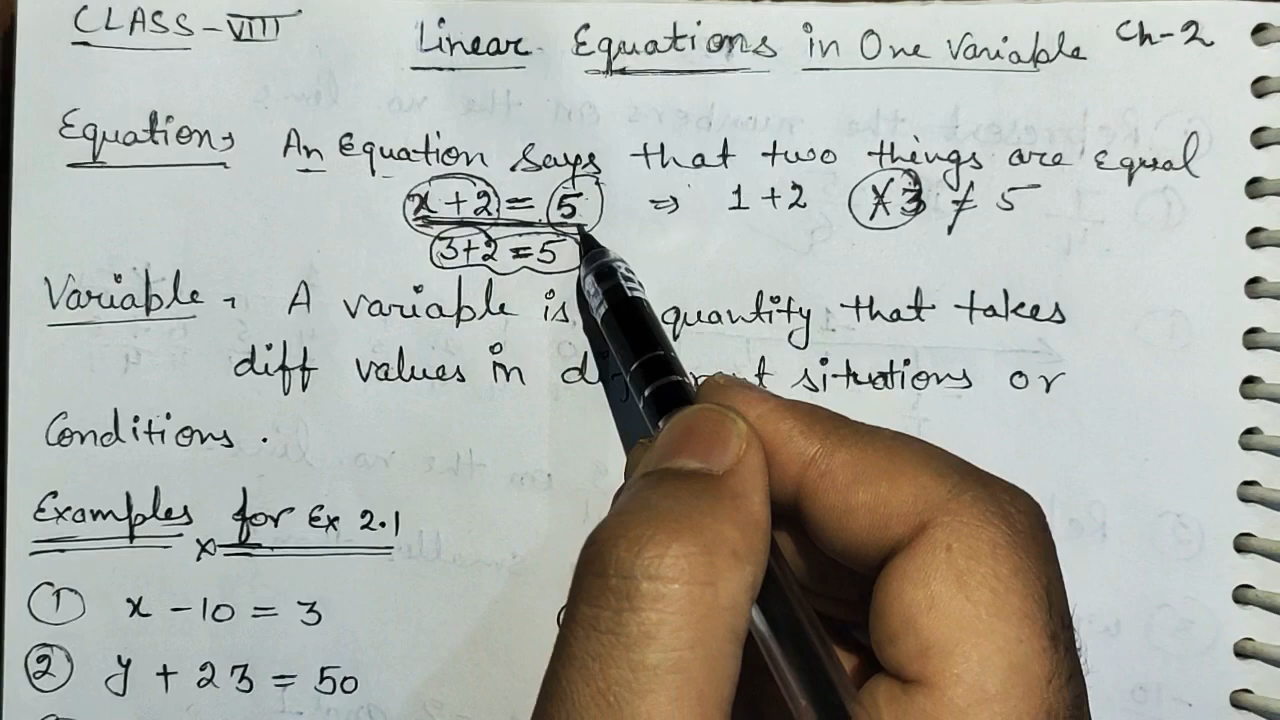 CLASS-VIII
Linear Equations in One Variable Ch-2
Equation, An Equation says that two things are equal
x+2 = 5 ⇒ 1+2 3 ≠ 5
3+2 = 5
Variable, A variable is quantity that takes
diff values in situations or
Conditions.
Examples for Ex 2.1
① x - 10 = 3
② y + 23 = 50